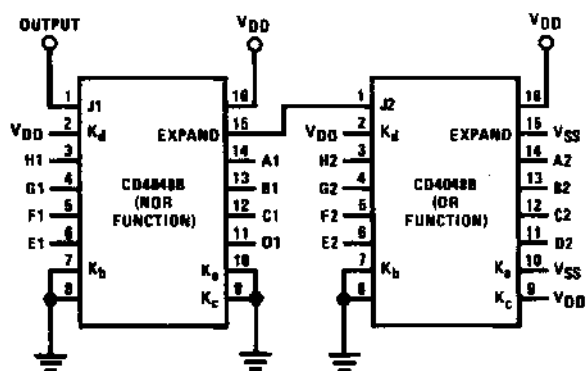 OUTPUT VDD VDD
1 J1 16 1 J2 16
VDD 2 Kd EXPAND 15 VDD 2 Kd EXPAND 15 VSS
H1 3 14 A1 H2 3 14 A2
G1 4 CD4048B 13 B1 G2 4 CD4048B 13 B2
F1 5 (NOR FUNCTION) 12 C1 F2 5 (OR FUNCTION) 12 C2
E1 6 11 D1 E2 6 11 D2
7 Kb Ka 10 7 Kb Ka 10 VSS
8 Kc 9 8 Kc 9 VDD